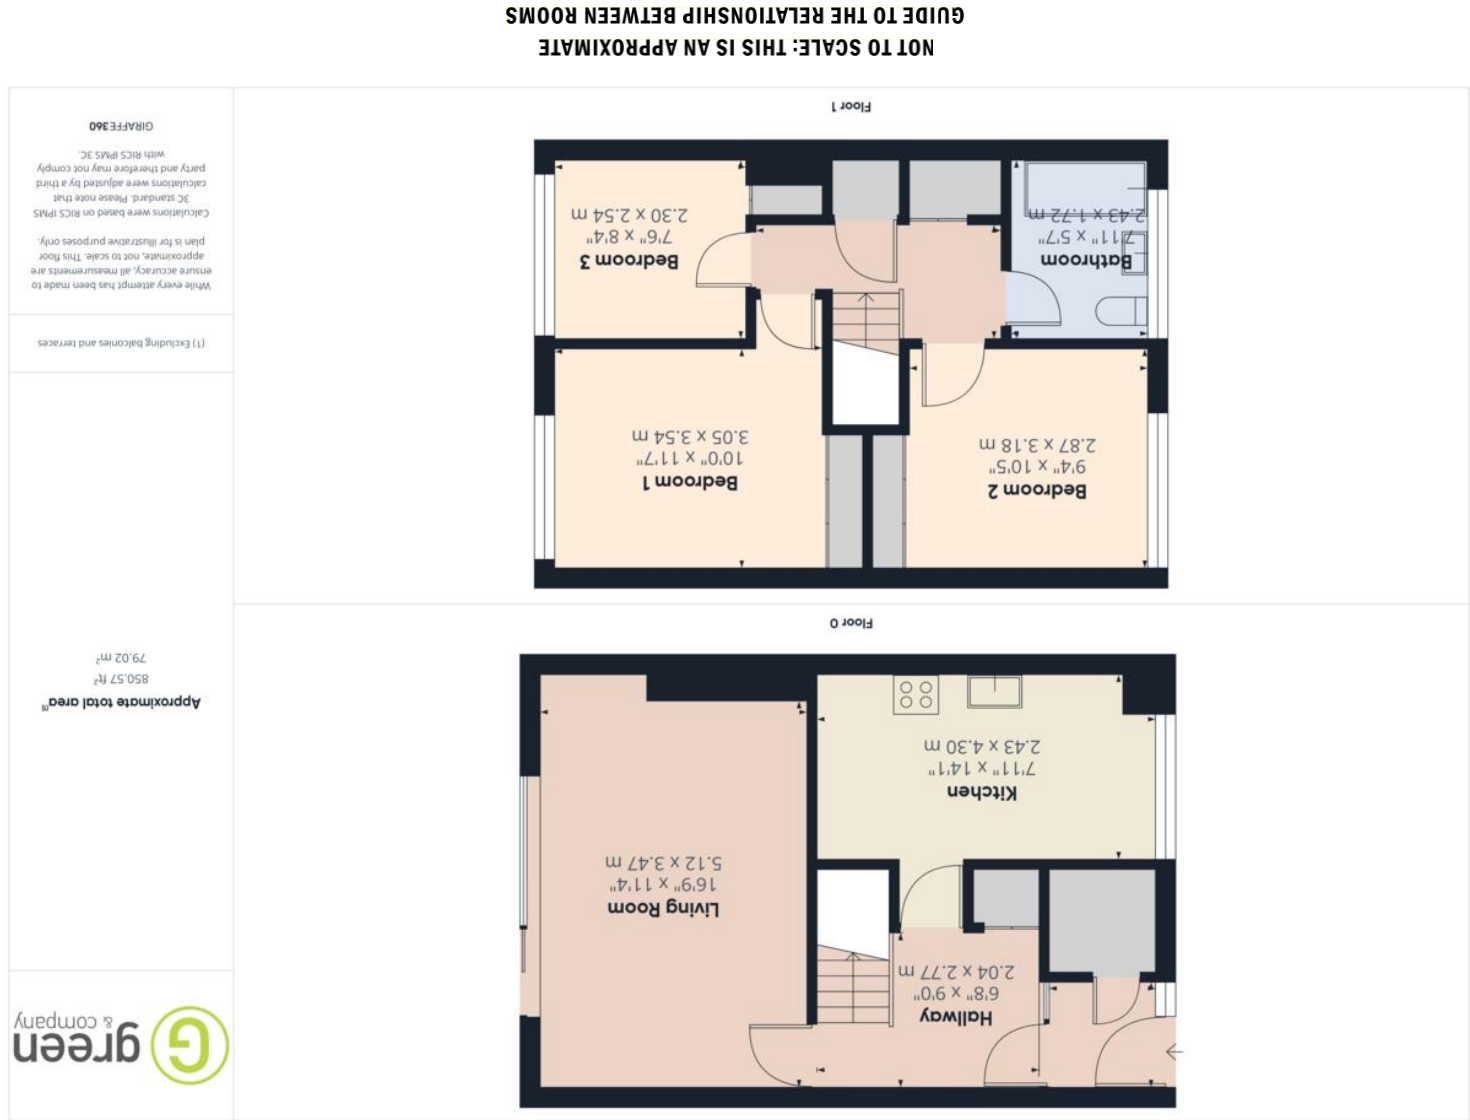 green
& company
Approximate total area⁽¹⁾
850.57 ft²
79.02 m²
(1) Excluding balconies and terraces
While every attempt has been made to
ensure accuracy, all measurements are
approximate, not to scale. This floor
plan is for illustrative purposes only.
Calculations were based on RICS IPMS
3C standard. Please note that
calculations were adjusted by a third
party and therefore may not comply
with RICS IPMS 3C.
GIRAFFE360
Hallway
6'8" x 9'0"
2.04 x 2.77 m
Living Room
16'9" x 11'4"
5.12 x 3.47 m
Kitchen
7'11" x 14'1"
2.43 x 4.30 m
Floor 0
Bedroom 2
9'4" x 10'5"
2.87 x 3.18 m
Bedroom 1
10'0" x 11'7"
3.05 x 3.54 m
Bathroom
7'11" x 5'7"
2.43 x 1.72 m
Bedroom 3
7'6" x 8'4"
2.30 x 2.54 m
Floor 1
NOT TO SCALE: THIS IS AN APPROXIMATE
GUIDE TO THE RELATIONSHIP BETWEEN ROOMS